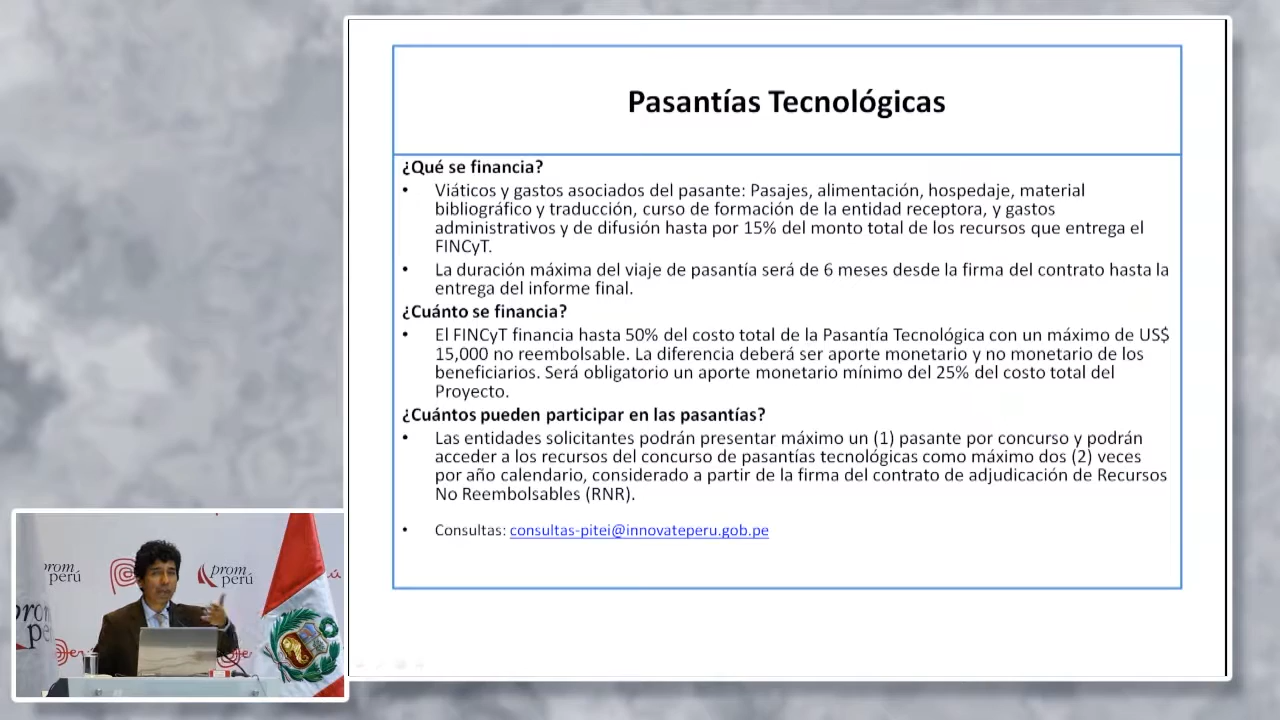 Pasantías Tecnológicas
¿Qué se financia?
• Viáticos y gastos asociados del pasante: Pasajes, alimentación, hospedaje, material
bibliográfico y traducción, curso de formación de la entidad receptora, y gastos
administrativos y de difusión hasta por 15% del monto total de los recursos que entrega el
FINCyT.
• La duración máxima del viaje de pasantía será de 6 meses desde la firma del contrato hasta la
entrega del informe final.
¿Cuánto se financia?
• El FINCyT financia hasta 50% del costo total de la Pasantía Tecnológica con un máximo de US$
15,000 no reembolsable. La diferencia deberá ser aporte monetario y no monetario de los
beneficiarios. Será obligatorio un aporte monetario mínimo del 25% del costo total del
Proyecto.
¿Cuántos pueden participar en las pasantías?
• Las entidades solicitantes podrán presentar máximo un (1) pasante por concurso y podrán
acceder a los recursos del concurso de pasantías tecnológicas como máximo dos (2) veces
por año calendario, considerado a partir de la firma del contrato de adjudicación de Recursos
No Reembolsables (RNR).
• Consultas: consultas-pitei@innovateperu.gob.pe
prom
perú
prom
perú